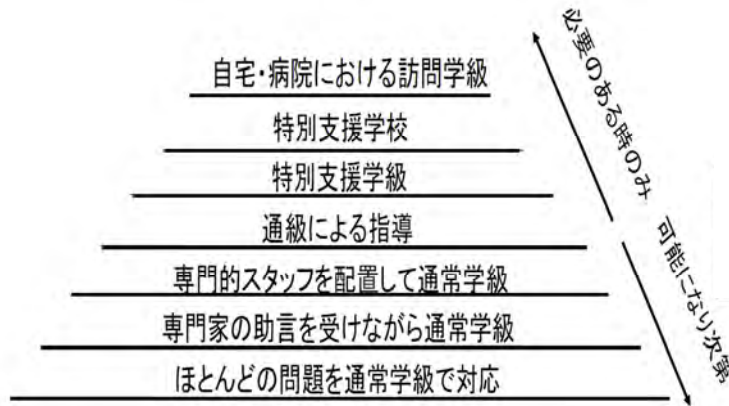 自宅・病院における訪問学級
特別支援学校
特別支援学級
通級による指導
専門的スタッフを配置して通常学級
専門家の助言を受けながら通常学級
ほとんどの問題を通常学級で対応
必要のある時のみ
可能になり次第